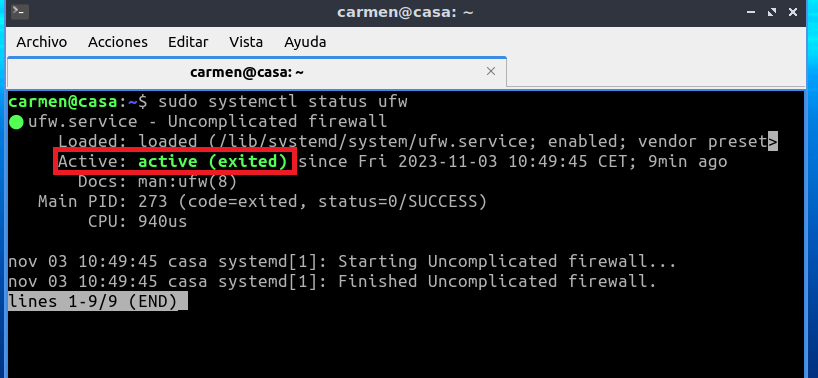 carmen@casa: ~
Archivo Acciones Editar Vista Ayuda
carmen@casa: ~
carmen@casa:~$ sudo systemctl status ufw
ufw.service - Uncomplicated firewall
Loaded: loaded (/lib/systemd/system/ufw.service; enabled; vendor preset>
Active: active (exited) since Fri 2023-11-03 10:49:45 CET; 9min ago
Docs: man:ufw(8)
Main PID: 273 (code=exited, status=0/SUCCESS)
CPU: 940us
nov 03 10:49:45 casa systemd[1]: Starting Uncomplicated firewall...
nov 03 10:49:45 casa systemd[1]: Finished Uncomplicated firewall.
lines 1-9/9 (END)